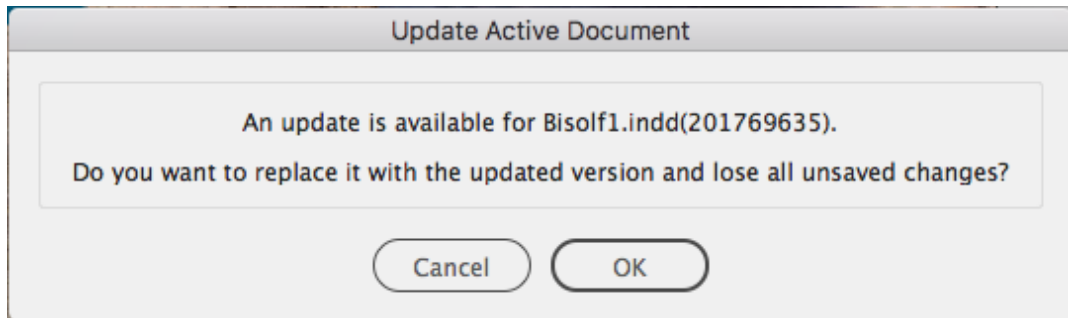 Update Active Document
An update is available for Bisolf1.indd(201769635).
Do you want to replace it with the updated version and lose all unsaved changes?
Cancel
OK